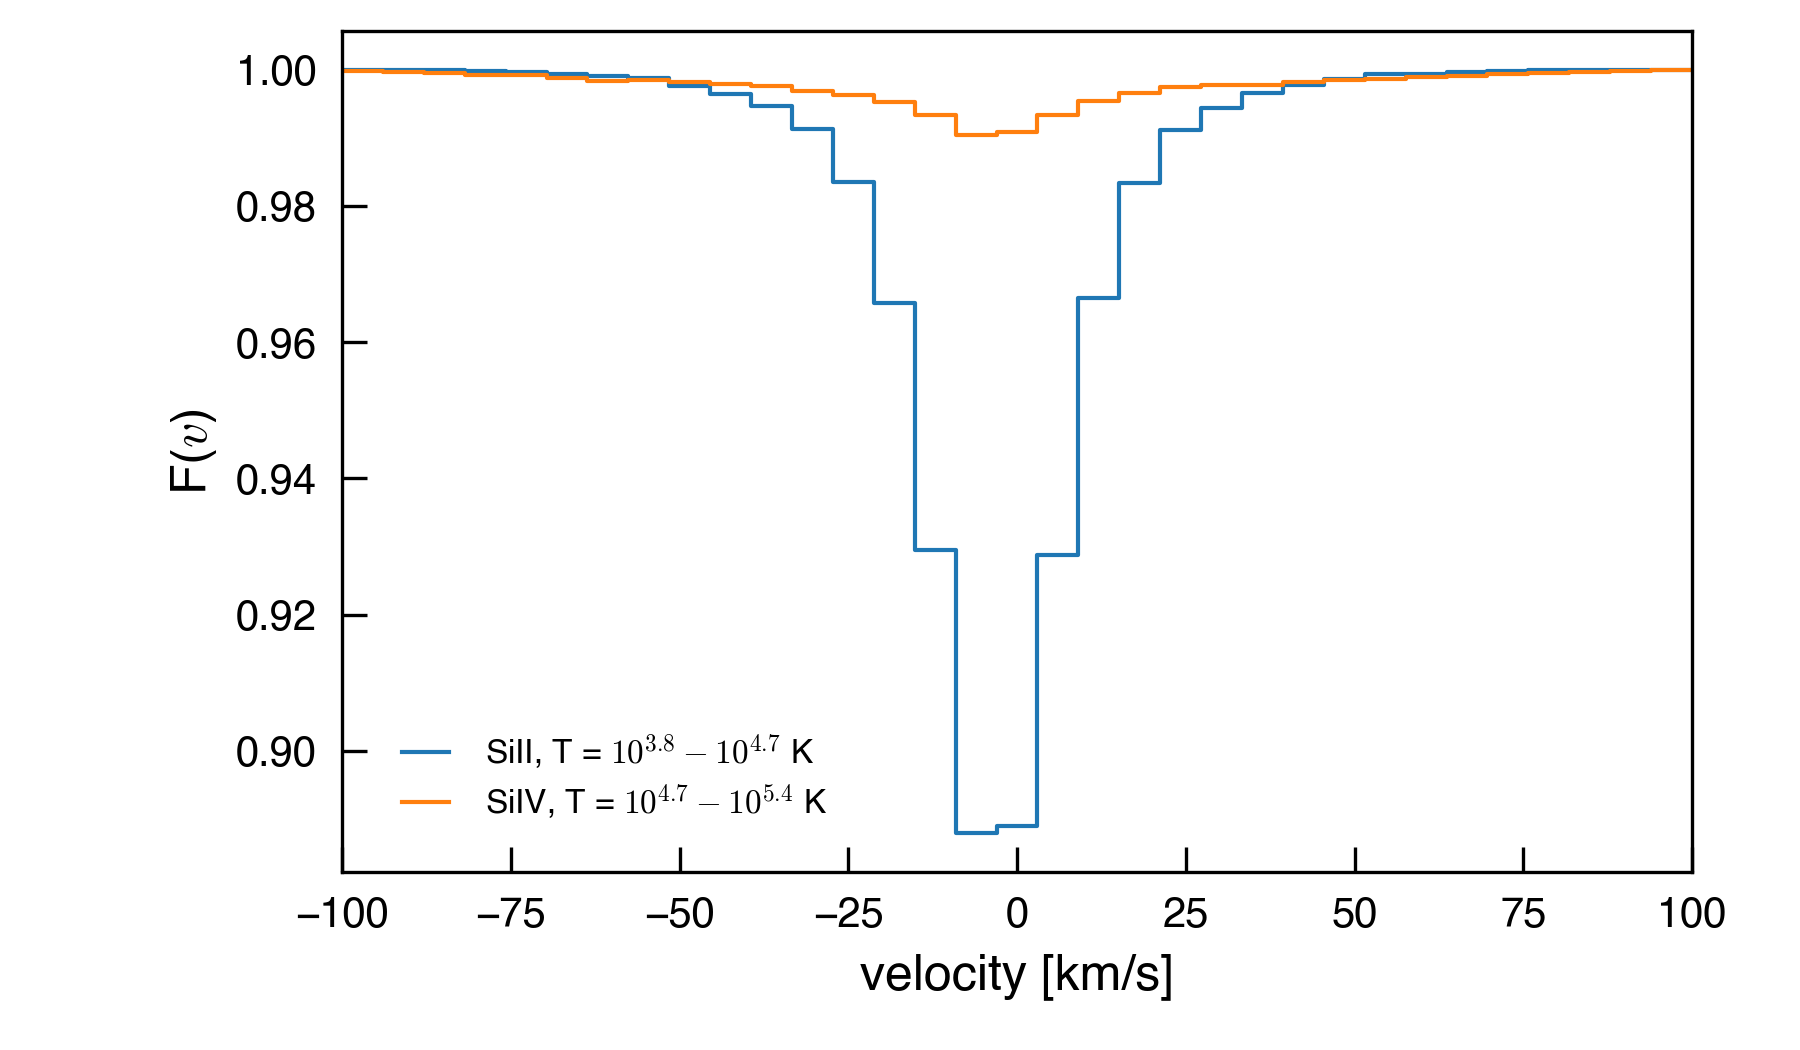 1.00
0.98
0.96
0.94
0.92
0.90
F(v)
SiII, T = 10^{3.8} − 10^{4.7} K
SiIV, T = 10^{4.7} − 10^{5.4} K
−100 −75 −50 −25 0 25 50 75 100
velocity [km/s]